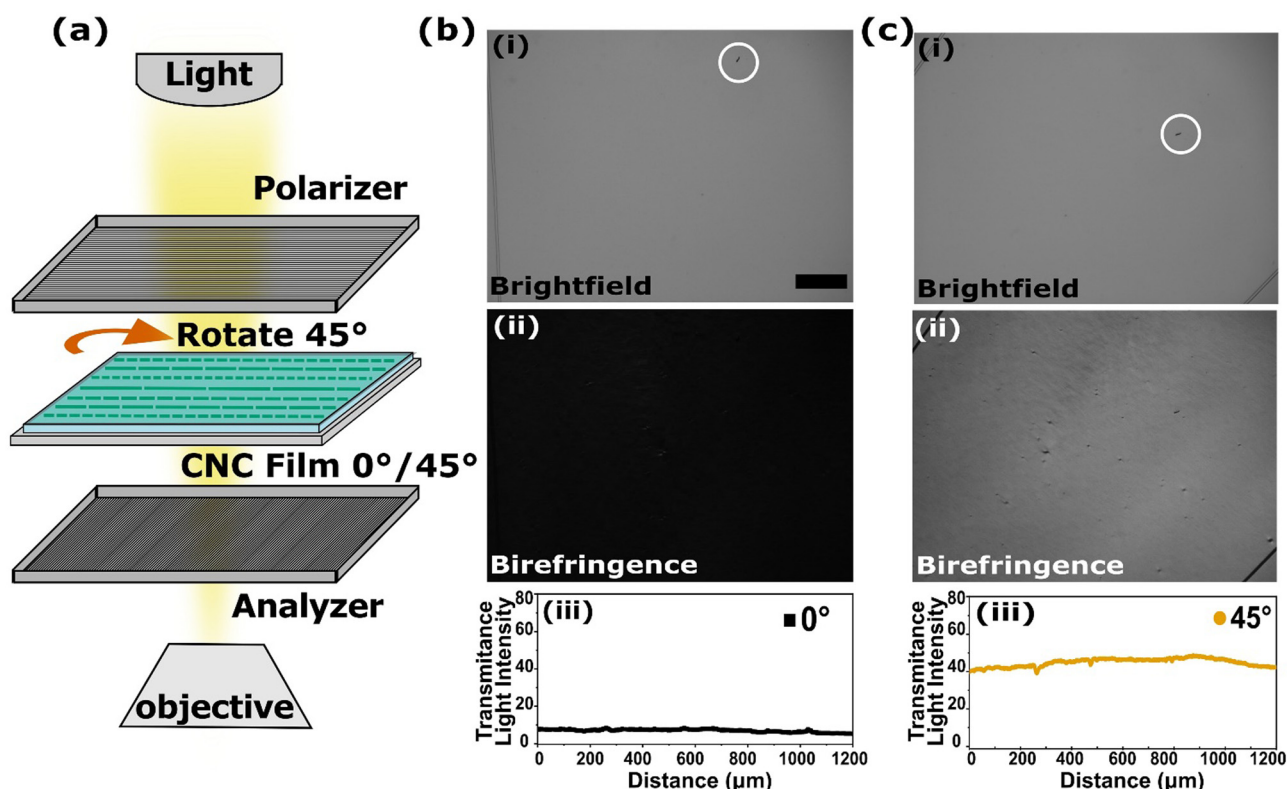 (a)
Light
Polarizer
Rotate 45°
CNC Film 0°/45°
Analyzer
objective
(b)
(i)
Brightfield
(ii)
Birefringence
(iii)
0°
80
60
40
20
0
Transmitance
Light Intensity
0 200 400 600 800 1000 1200
Distance (µm)
(c)
(i)
Brightfield
(ii)
Birefringence
(iii)
45°
80
60
40
20
0
Transmitance
Light Intensity
0 200 400 600 800 1000 1200
Distance (µm)